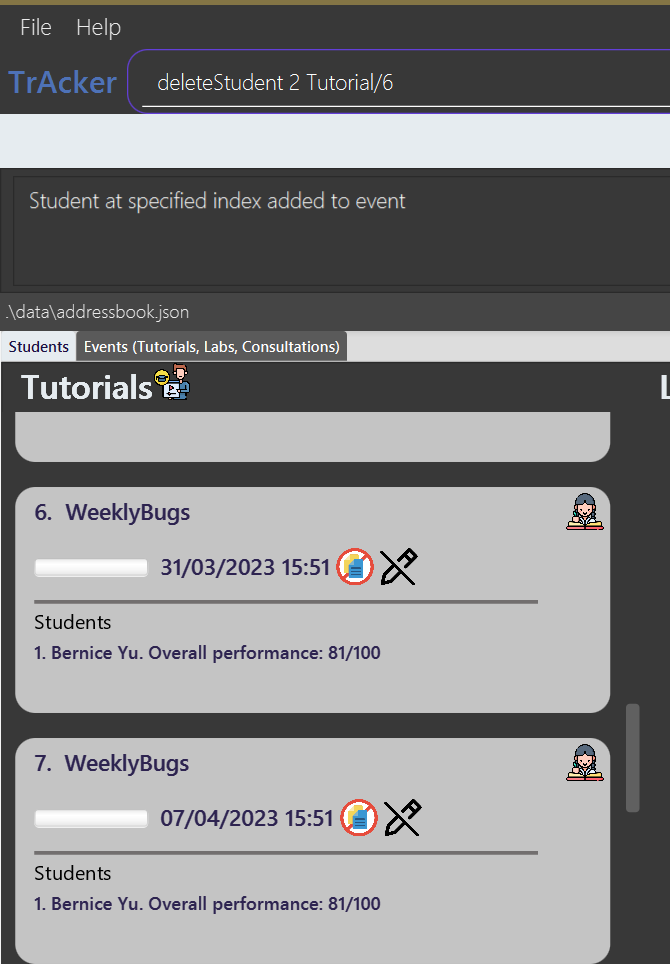 File Help
TrAcker deleteStudent 2 Tutorial/6
Student at specified index added to event
.\data\addressbook.json
Students Events (Tutorials, Labs, Consultations)
Tutorials L
6. WeeklyBugs
31/03/2023 15:51
Students
1. Bernice Yu. Overall performance: 81/100
7. WeeklyBugs
07/04/2023 15:51
Students
1. Bernice Yu. Overall performance: 81/100